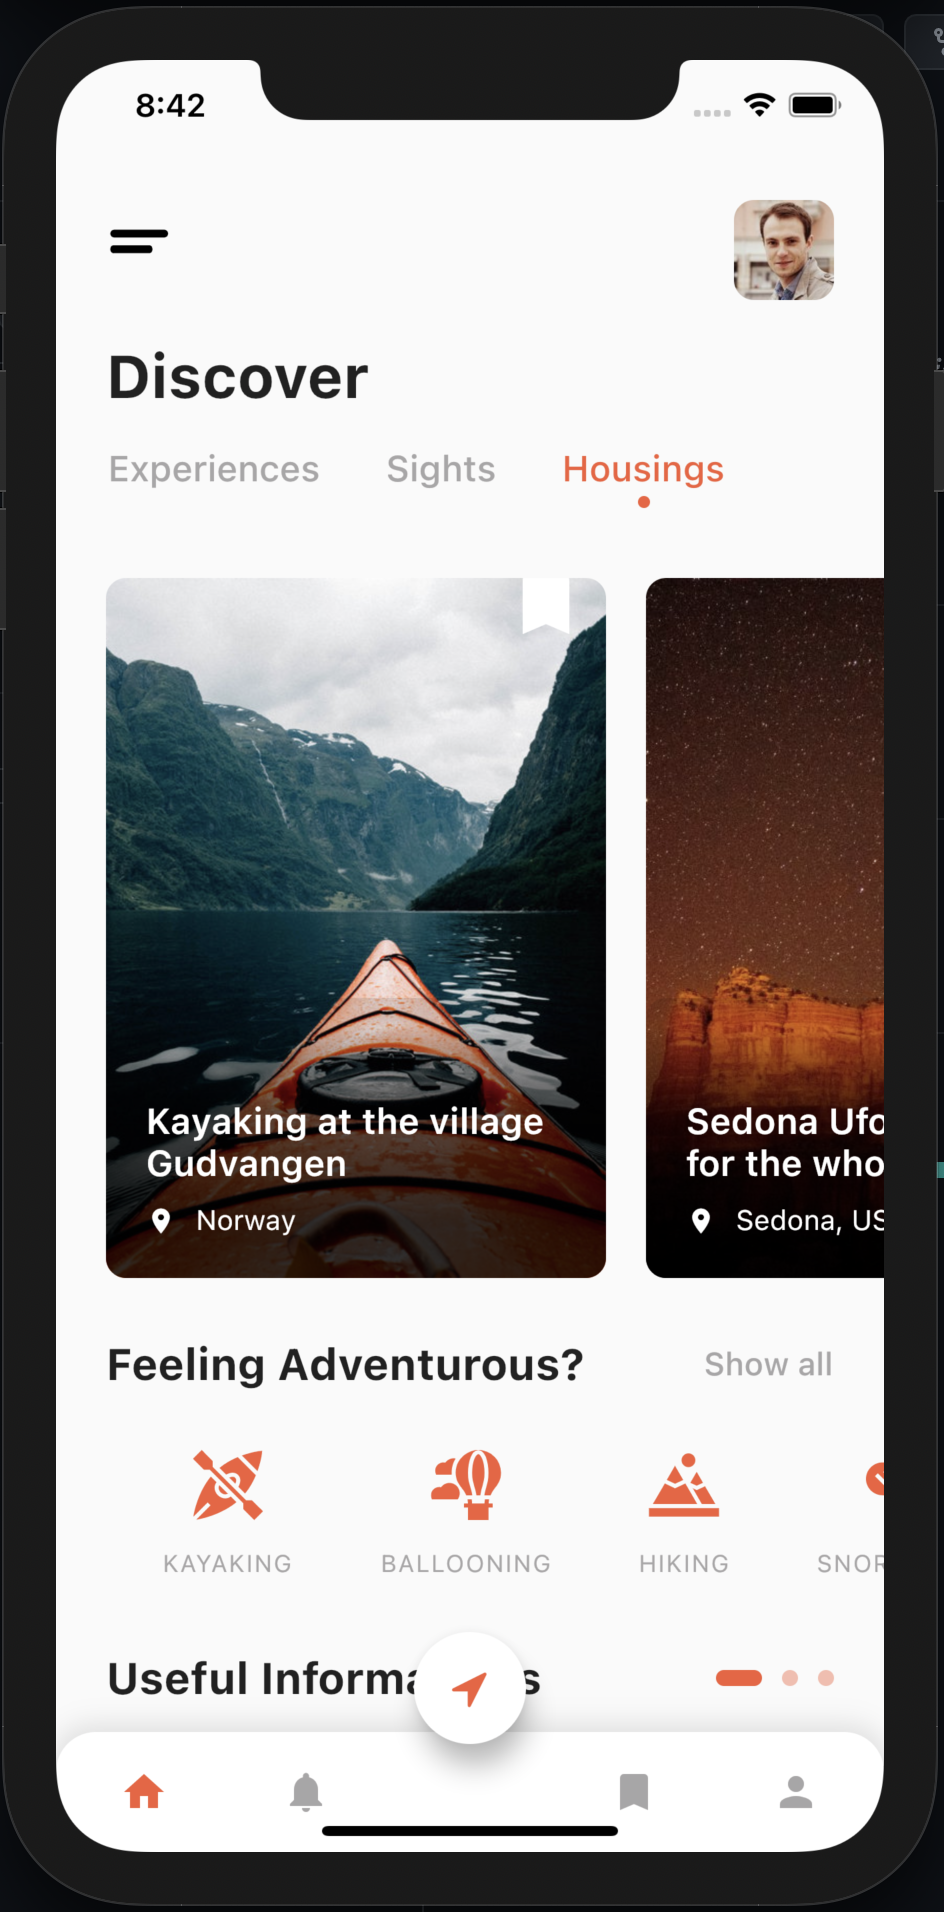 8:42
Discover
Experiences Sights Housings
Kayaking at the village
Gudvangen
Norway
Sedona Ufo
for the who
Sedona, US
Feeling Adventurous? Show all
KAYAKING BALLOONING HIKING SNOR
Useful Informa s